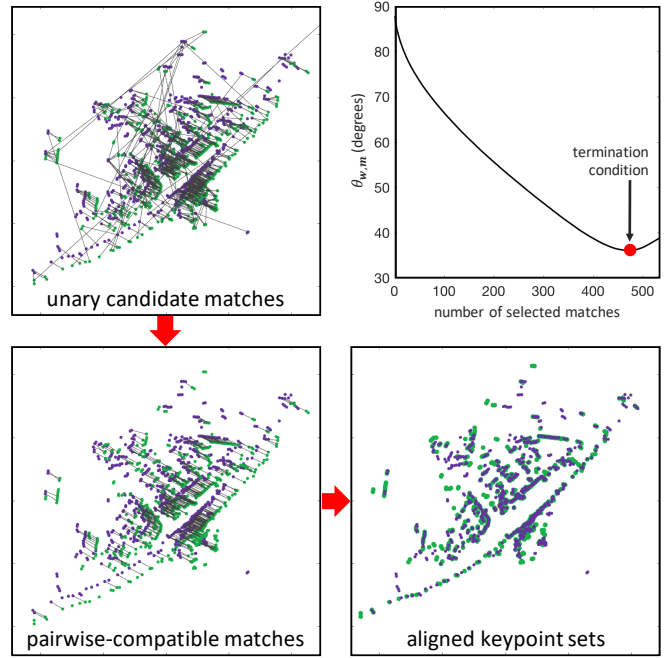 unary candidate matches
90
80
70
60
50
40
30
θw,m (degrees)
termination
condition
0 100 200 300 400 500
number of selected matches
pairwise-compatible matches
aligned keypoint sets